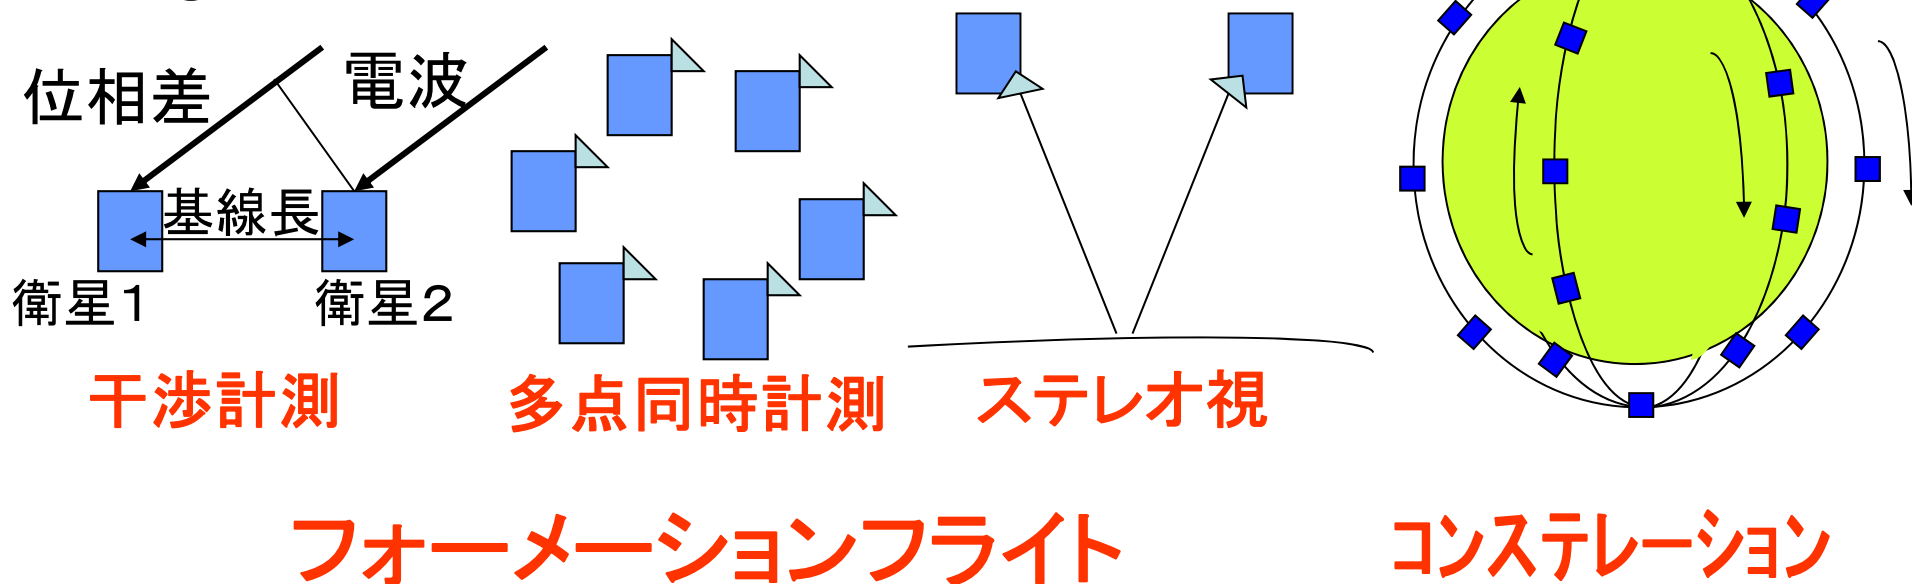 位相差
電波
基線長
衛星1
衛星2
干渉計測
多点同時計測
ステレオ視
フォーメーションフライト
コンステレーション